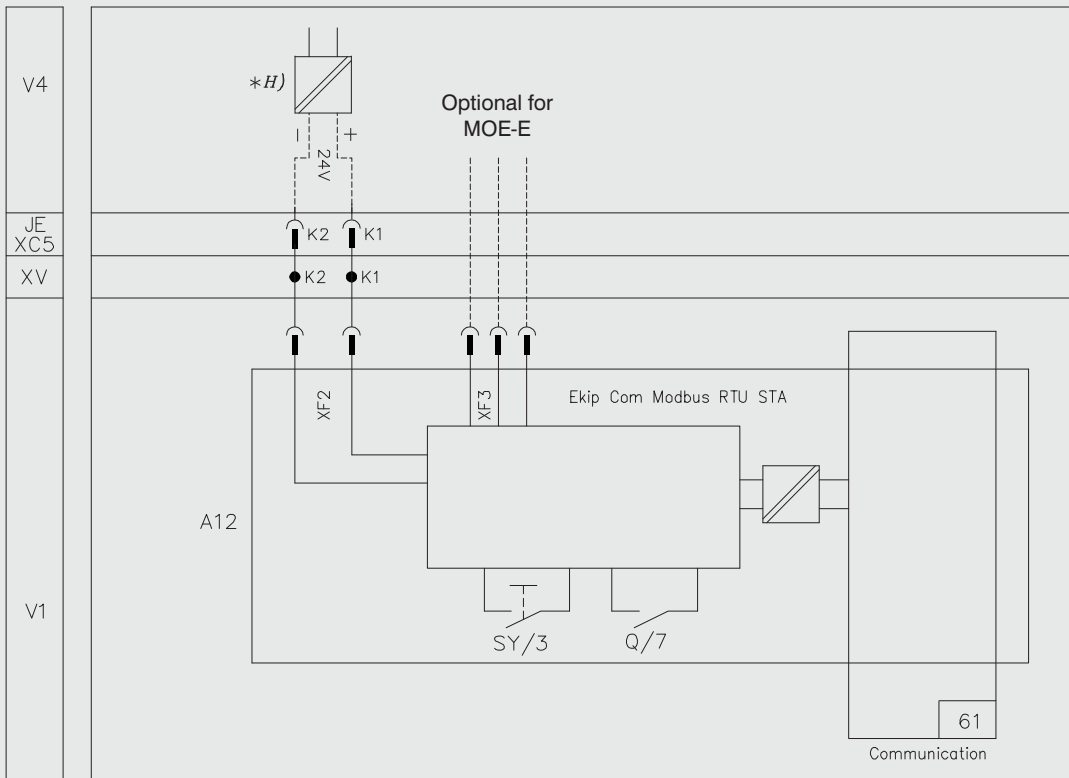 V4
*H)
Optional for
MOE-E
–
+
24V
JE
XC5
K2
K1
XV
K2
K1
XF2
XF3
Ekip Com Modbus RTU STA
A12
V1
SY/3
Q/7
61
Communication